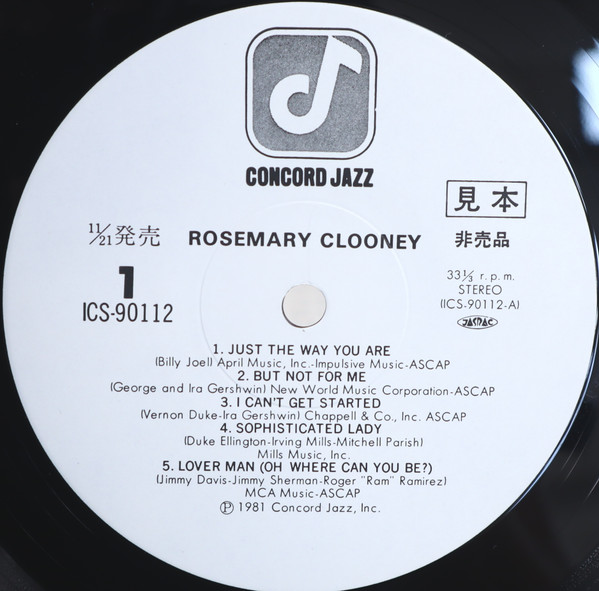 CONCORD JAZZ
見本
11/21発売
ROSEMARY CLOONEY
非売品
1
ICS-90112
33 1/3 r.p.m.
STEREO
(ICS-90112-A)
JASRAC
1. JUST THE WAY YOU ARE
(Billy Joel) April Music, Inc.-Impulsive Music-ASCAP
2. BUT NOT FOR ME
(George and Ira Gershwin) New World Music Corporation-ASCAP
3. I CAN'T GET STARTED
(Vernon Duke-Ira Gershwin) Chappell & Co., Inc. ASCAP
4. SOPHISTICATED LADY
(Duke Ellington-Irving Mills-Mitchell Parish)
Mills Music, Inc.
5. LOVER MAN (OH WHERE CAN YOU BE?)
(Jimmy Davis-Jimmy Sherman-Roger "Ram" Ramirez)
MCA Music-ASCAP
Ⓟ 1981 Concord Jazz, Inc.